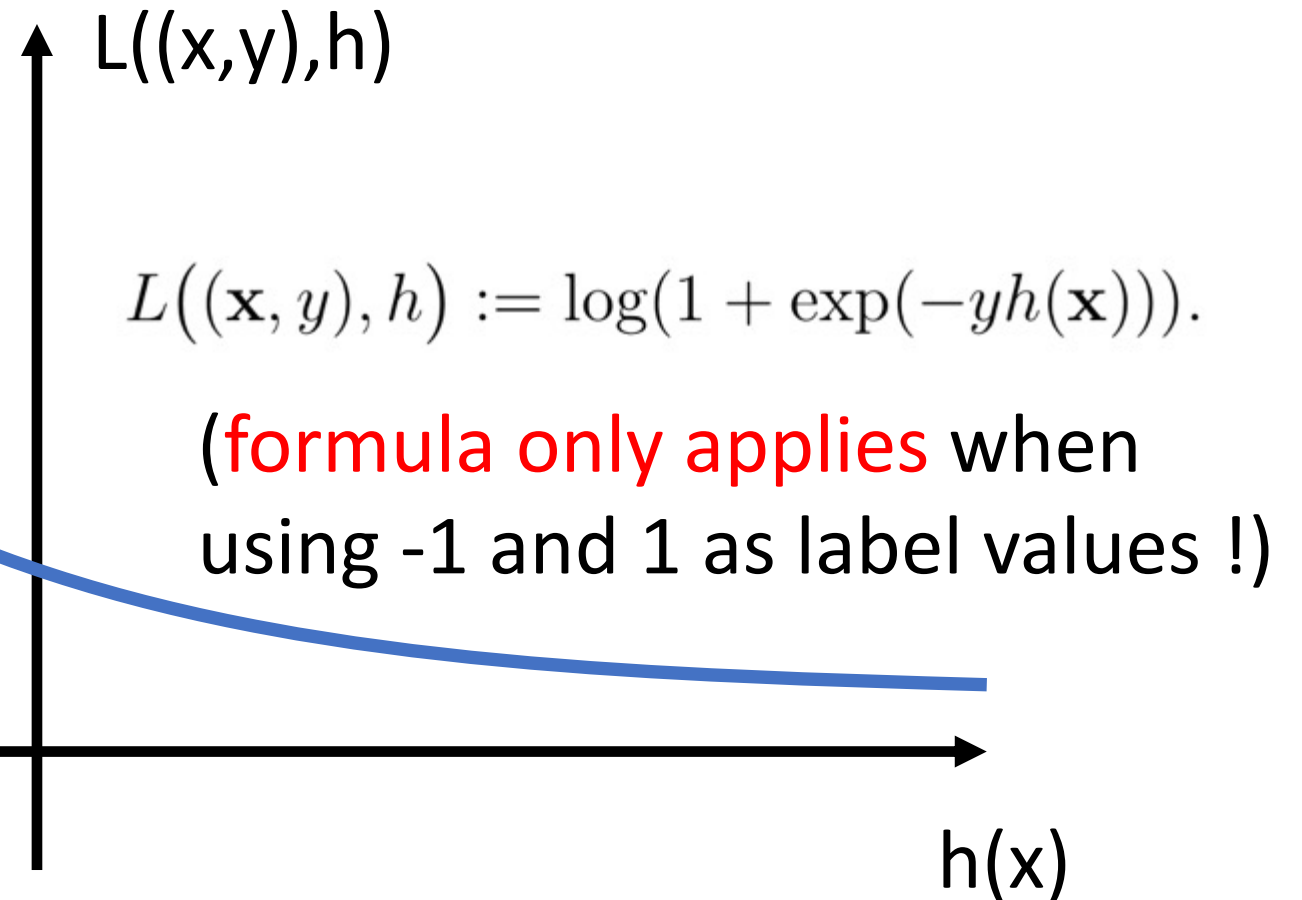 L((x,y),h)
L((x, y), h) := log(1 + exp(−yh(x))).
(formula only applies when
using -1 and 1 as label values !)
h(x)